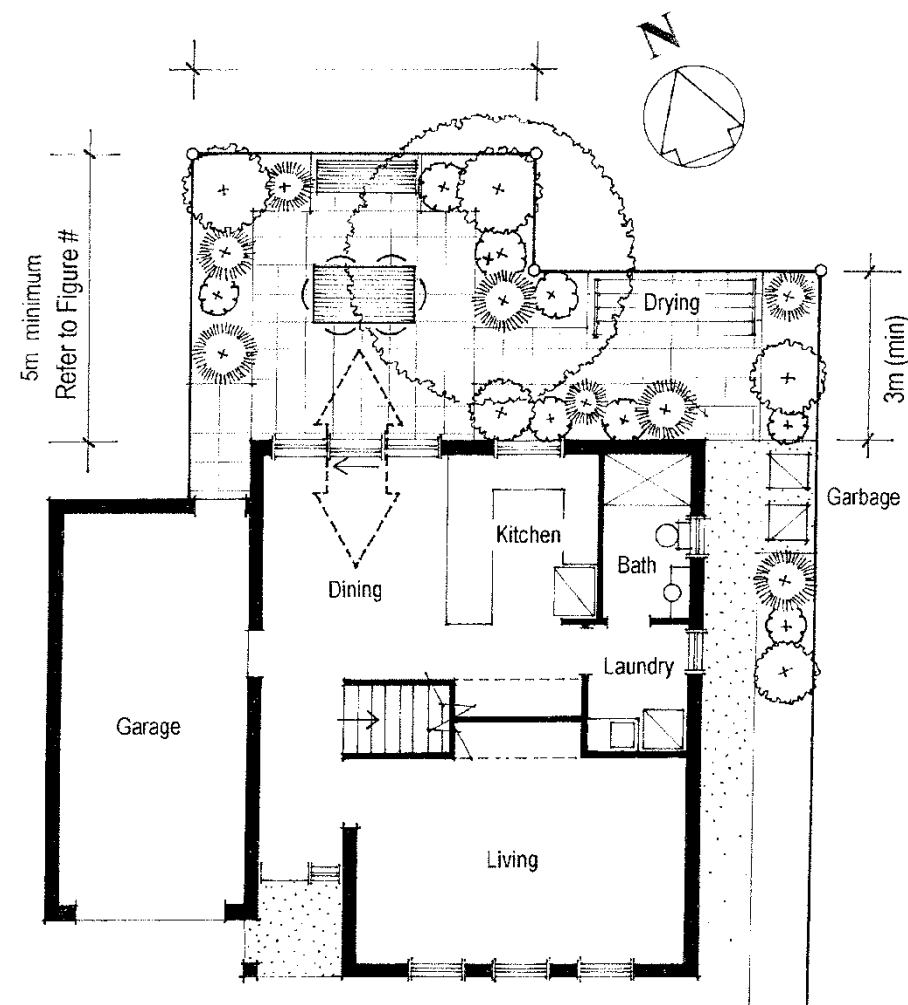 N
5m minimum
Refer to Figure #
Drying
3m (min)
Garbage
Kitchen
Bath
Dining
Laundry
Garage
Living